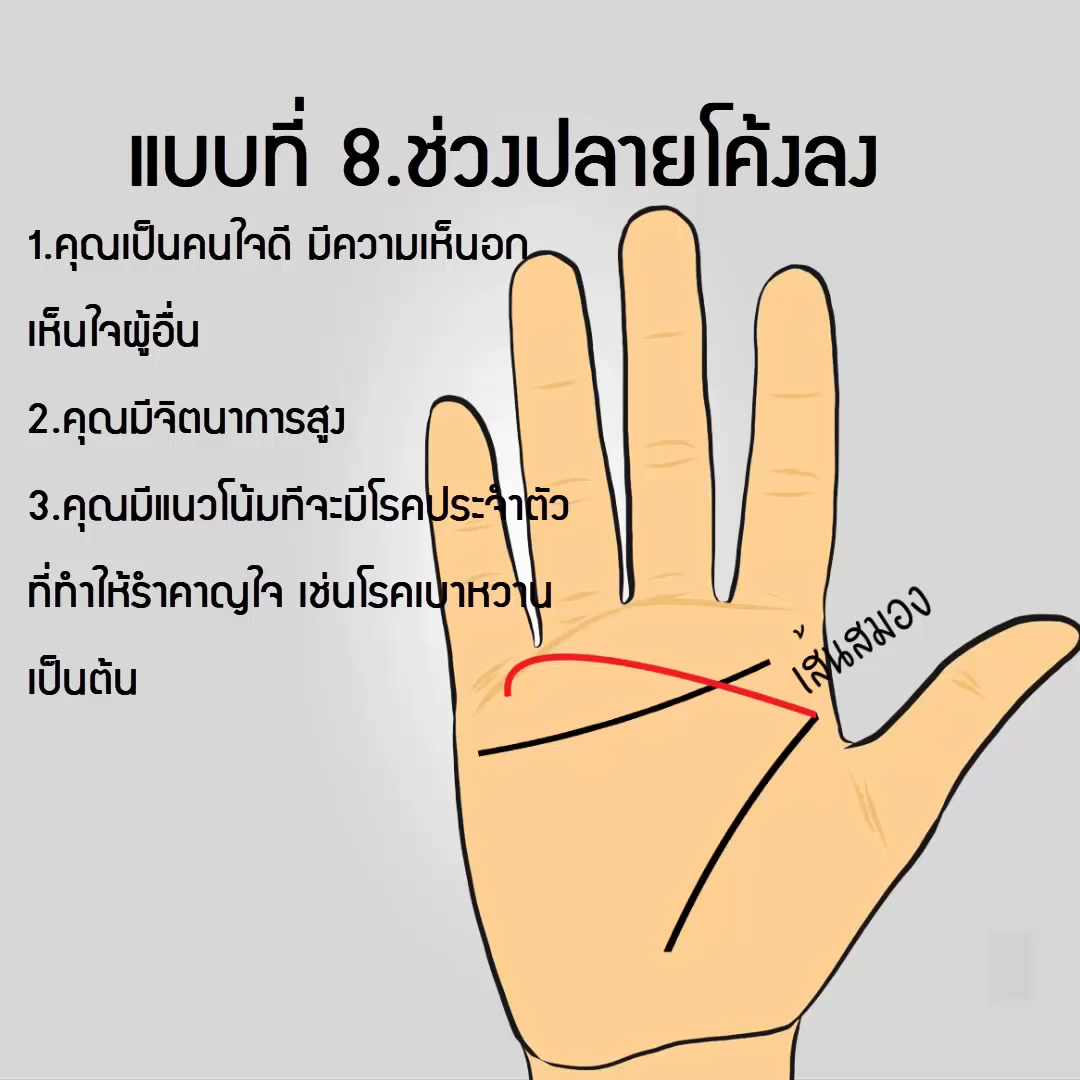 แบบที่ 8.ช่วงปลายโค้งลง
1.คุณเป็นคนใจดี มีความเห็นอก
เห็นใจผู้อื่น
2.คุณมีจิตนาการสูง
3.คุณมีแนวโน้มทีจะมีโรคประจำตัว
ที่ทำให้รำคาญใจ เช่นโรคเบาหวาน
เป็นต้น
เส้นสมอง